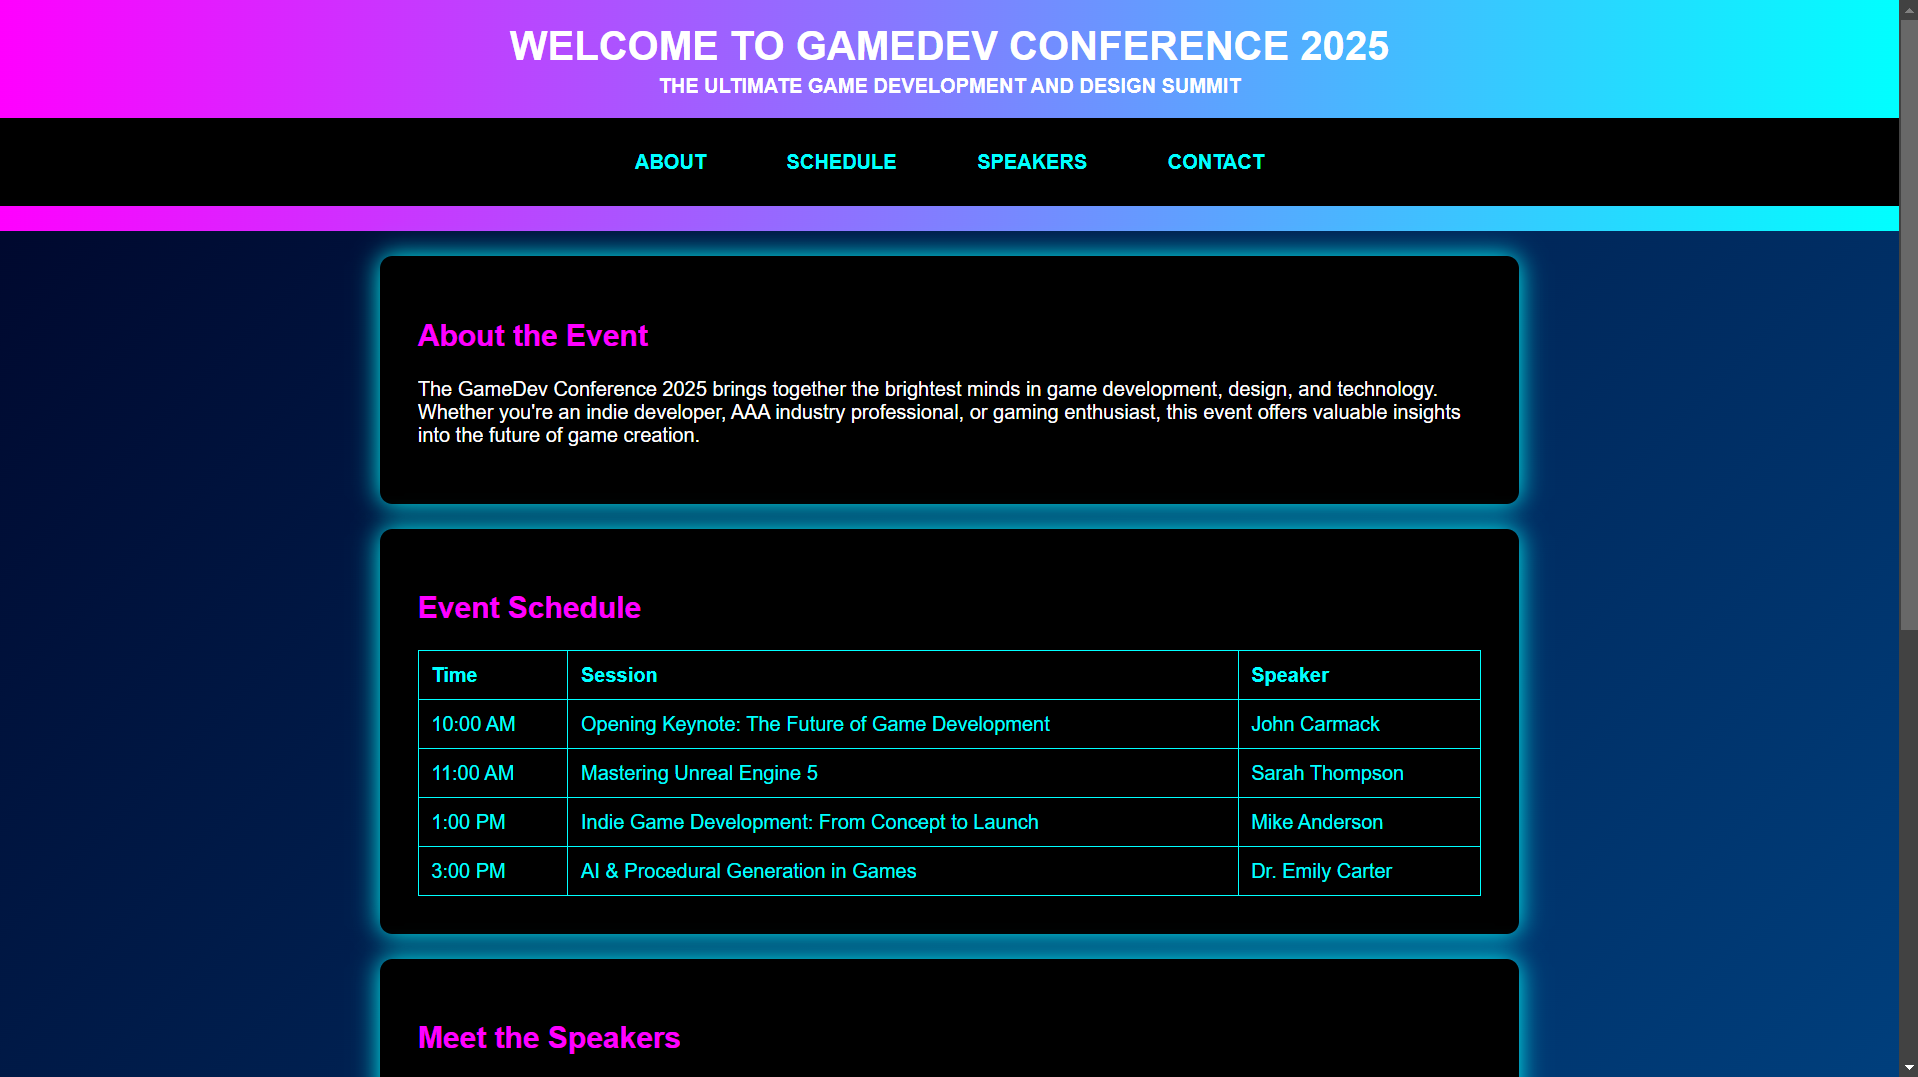 WELCOME TO GAMEDEV CONFERENCE 2025
THE ULTIMATE GAME DEVELOPMENT AND DESIGN SUMMIT
ABOUT SCHEDULE SPEAKERS CONTACT
About the Event
The GameDev Conference 2025 brings together the brightest minds in game development, design, and technology.
Whether you're an indie developer, AAA industry professional, or gaming enthusiast, this event offers valuable insights
into the future of game creation.
Event Schedule
Time Session Speaker
10:00 AM Opening Keynote: The Future of Game Development John Carmack
11:00 AM Mastering Unreal Engine 5 Sarah Thompson
1:00 PM Indie Game Development: From Concept to Launch Mike Anderson
3:00 PM AI & Procedural Generation in Games Dr. Emily Carter
Meet the Speakers